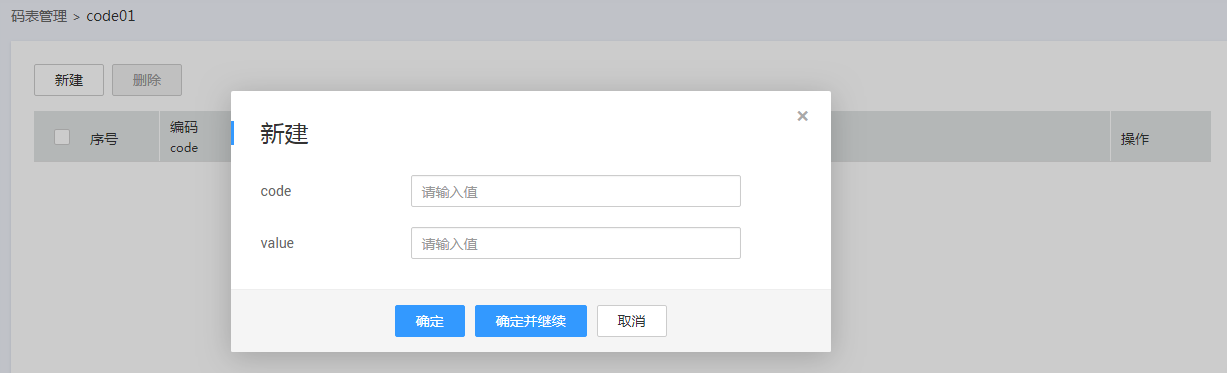 码表管理 > code01
新建 删除
序号 编码 操作
code
新建 ×
code 请输入值
value 请输入值
确定 确定并继续 取消